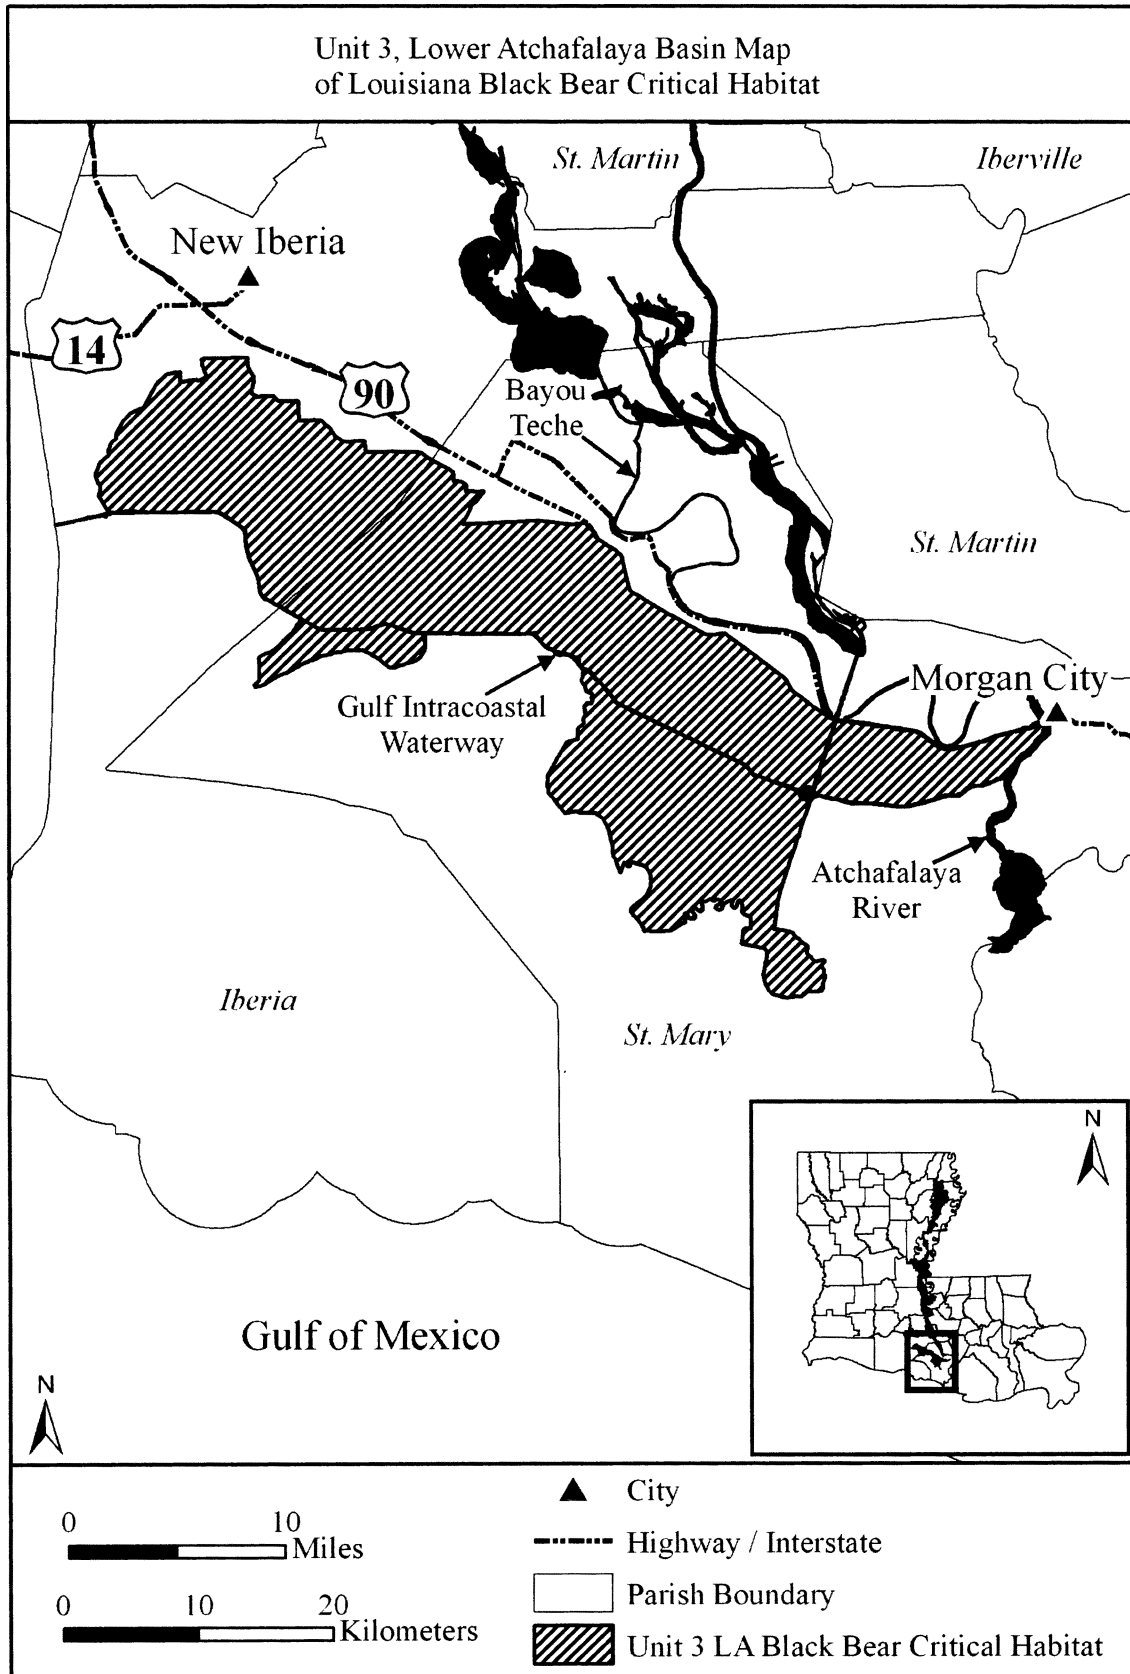 Unit 3, Lower Atchafalaya Basin Map
of Louisiana Black Bear Critical Habitat
St. Martin
Iberville
New Iberia
14
90
Bayou
Teche
St. Martin
Morgan City
Gulf Intracoastal
Waterway
Atchafalaya
River
Iberia
St. Mary
N
Gulf of Mexico
N
0 10
Miles
0 10 20
Kilometers
City
Highway / Interstate
Parish Boundary
Unit 3 LA Black Bear Critical Habitat